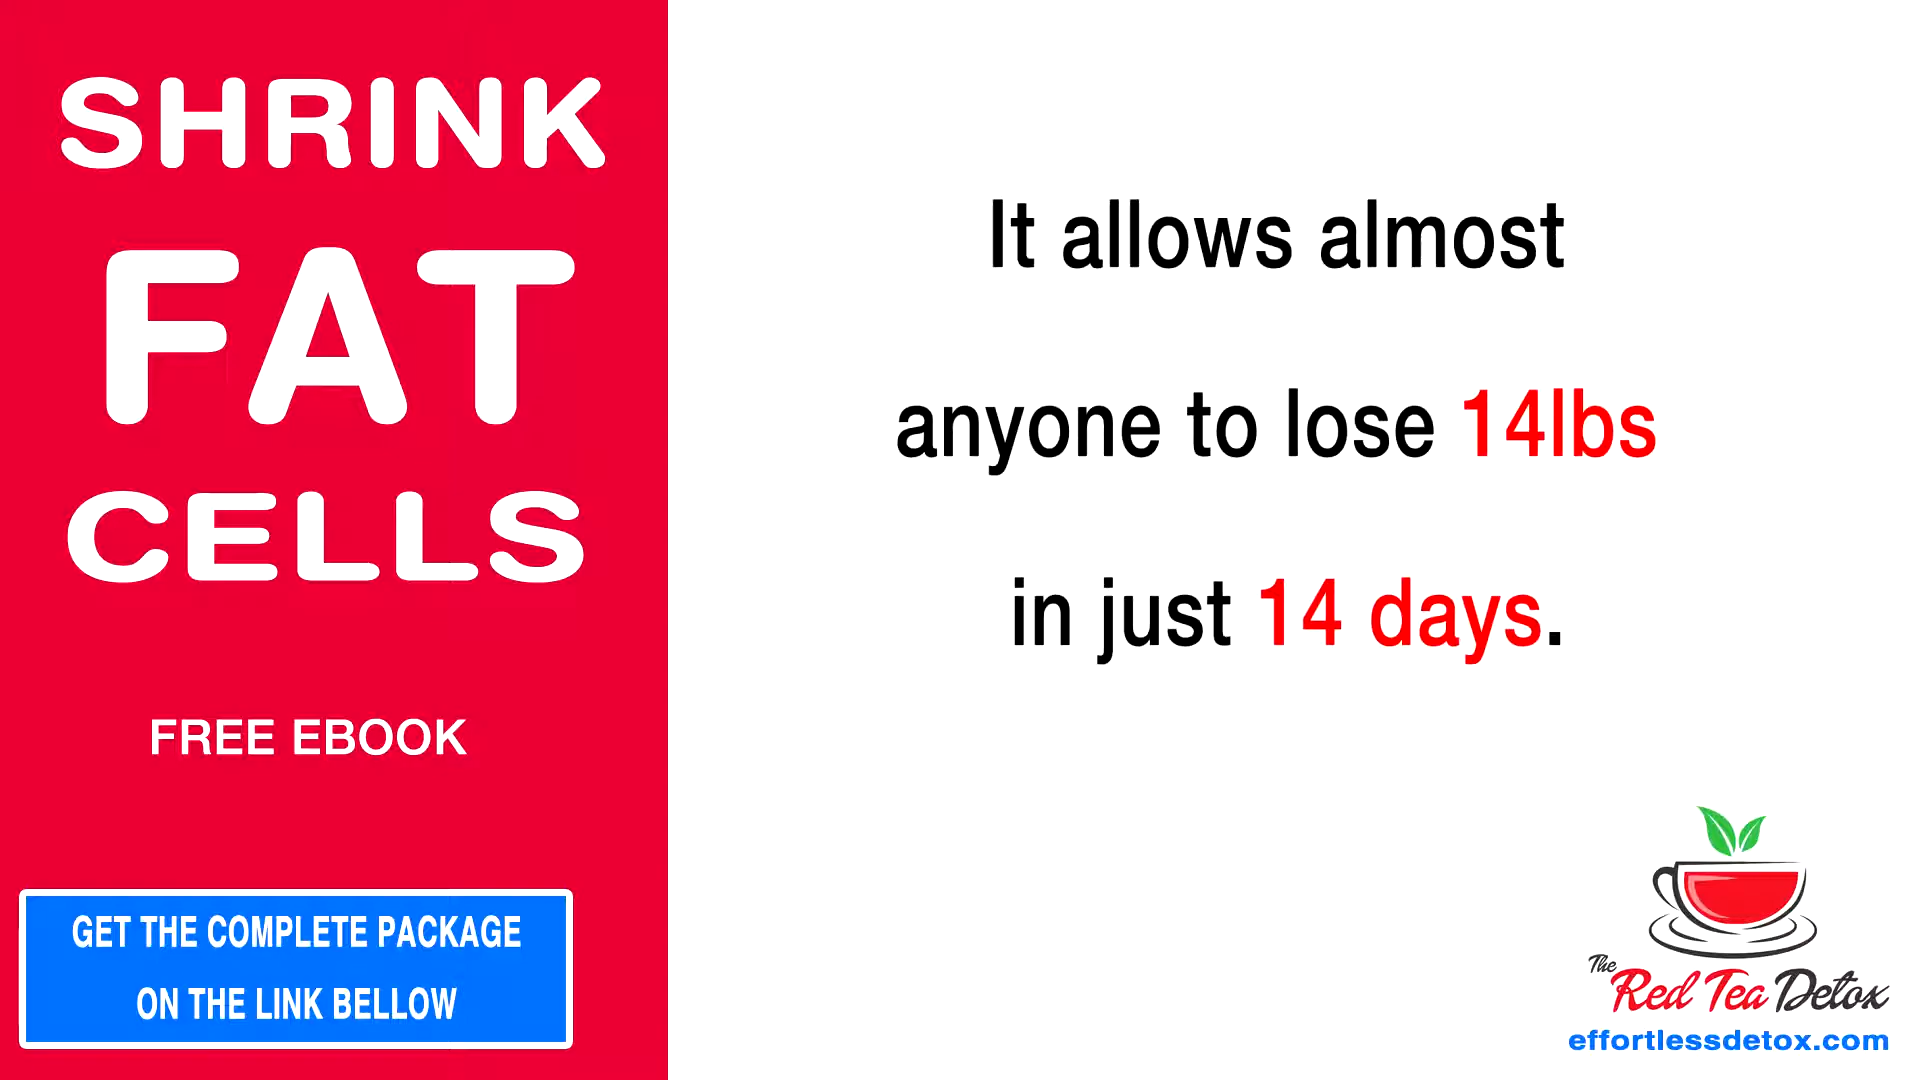 SHRINK
FAT
CELLS
FREE EBOOK
GET THE COMPLETE PACKAGE
ON THE LINK BELLOW
It allows almost
anyone to lose 14lbs
in just 14 days.
The
Red Tea Detox
effortlessdetox.com